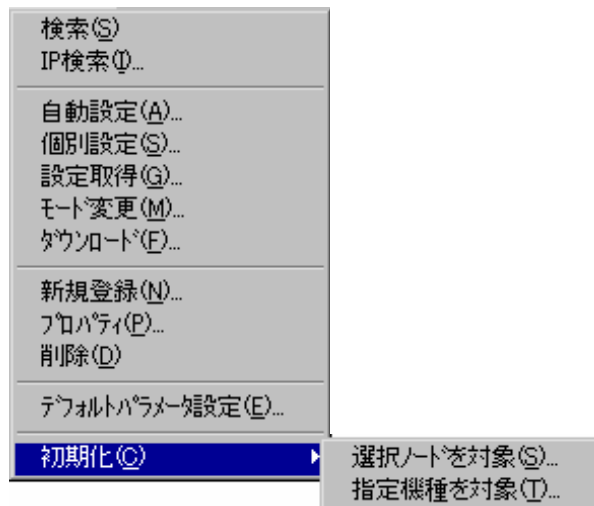 検索(S)
IP検索(I)...
自動設定(A)...
個別設定(S)...
設定取得(G)...
ﾓｰﾄﾞ変更(M)...
ﾀﾞｳﾝﾛｰﾄﾞ(F)...
新規登録(N)...
ﾌﾟﾛﾊﾟﾃｨ(P)...
削除(D)
ﾃﾞﾌｫﾙﾄﾊﾟﾗﾒｰﾀ設定(E)...
初期化(C)
選択ﾉｰﾄﾞを対象(S)...
指定機種を対象(T)...